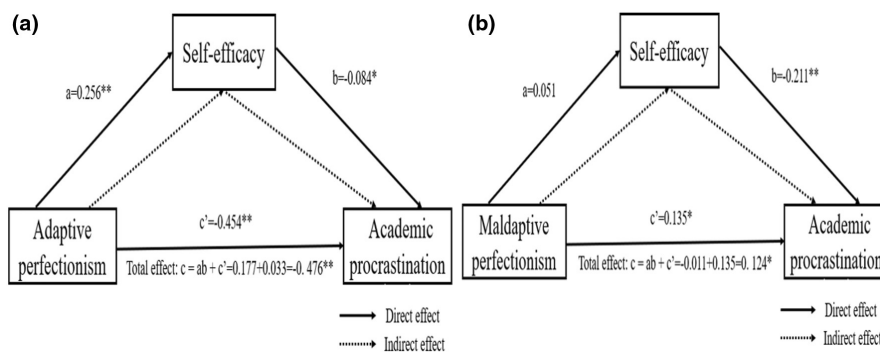 (a)
Self-efficacy
a=0.256**
b=-0.084*
Adaptive
perfectionism
c'=-0.454**
Academic
procrastination
Total effect: c = ab + c'=0.177+0.033=-0. 476**
Direct effect
Indirect effect
(b)
Self-efficacy
a=0.051
b=-0.211**
Maldaptive
perfectionism
c'=0.135*
Academic
procrastination
Total effect: c = ab + c'=-0.011+0.135=0. 124*
Direct effect
Indirect effect